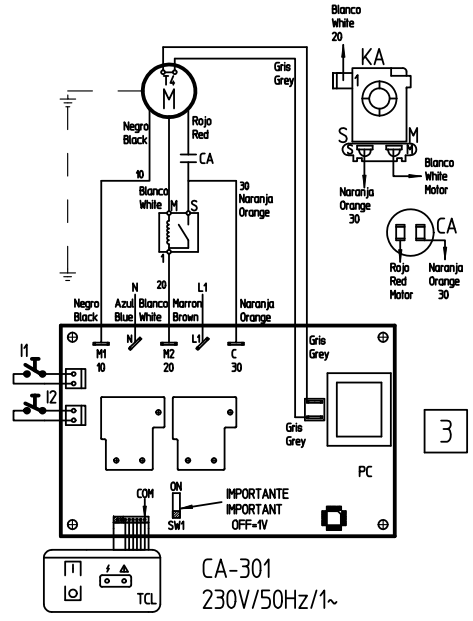 Blanco
White
20
KA
1
S
M
S
M
Blanco
White
Motor
Naranja
Orange
30
CA
Rojo
Red
Motor
Naranja
Orange
30
Gris
Grey
T4
M
Negro
Black
Rojo
Red
CA
10
Blanco
White
M
S
30
Naranja
Orange
1
20
N
L1
Negro
Black
Azul
Blue
Blanco
White
Marron
Brown
Naranja
Orange
M1
10
N
M2
20
L1
C
30
Gris
Grey
I1
I2
Gris
Grey
3
PC
COM
ON
SW1
IMPORTANTE
IMPORTANT
OFF=1V
TCL
CA-301
230V/50Hz/1~